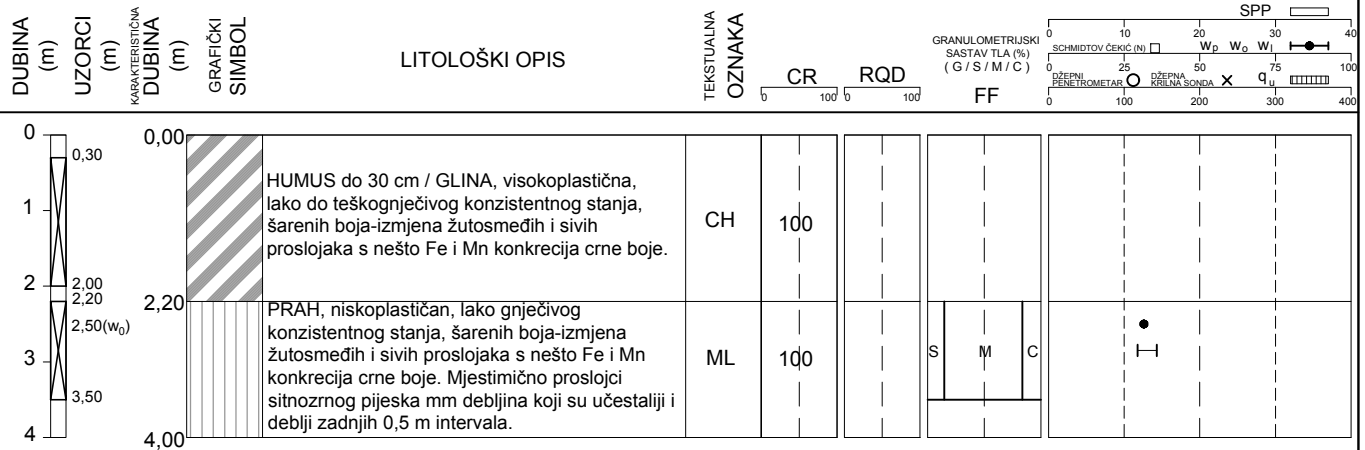 DUBINA
(m)
UZORCI
(m)
KARAKTERISTIČNA
DUBINA
(m)
GRAFIČKI
SIMBOL
LITOLOŠKI OPIS
TEKSTUALNA
OZNAKA
CR
0 100
RQD
0 100
GRANULOMETRIJSKI
SASTAV TLA (%)
( G / S / M / C )
FF
SPP
0 10 20 30 40
SCHMIDTOV ČEKIĆ (N) Wp Wo Wl
0 25 50 75 100
DŽEPNI
PENETROMETAR
DŽEPNA
KRILNA SONDA
qu
0 100 200 300 400
0
0,30
1
2
2,00
2,20
2,50(w0)
3
3,50
4
0,00
HUMUS do 30 cm / GLINA, visokoplastična,
lako do teškognječivog konzistentnog stanja,
šarenih boja-izmjena žutosmeđih i sivih
proslojaka s nešto Fe i Mn konkrecija crne boje.
CH
100
2,20
PRAH, niskoplastičan, lako gnječivog
konzistentnog stanja, šarenih boja-izmjena
žutosmeđih i sivih proslojaka s nešto Fe i Mn
konkrecija crne boje. Mjestimično proslojci
sitnozrnog pijeska mm debljina koji su učestaliji i
deblji zadnjih 0,5 m intervala.
ML
100
S M C
4,00